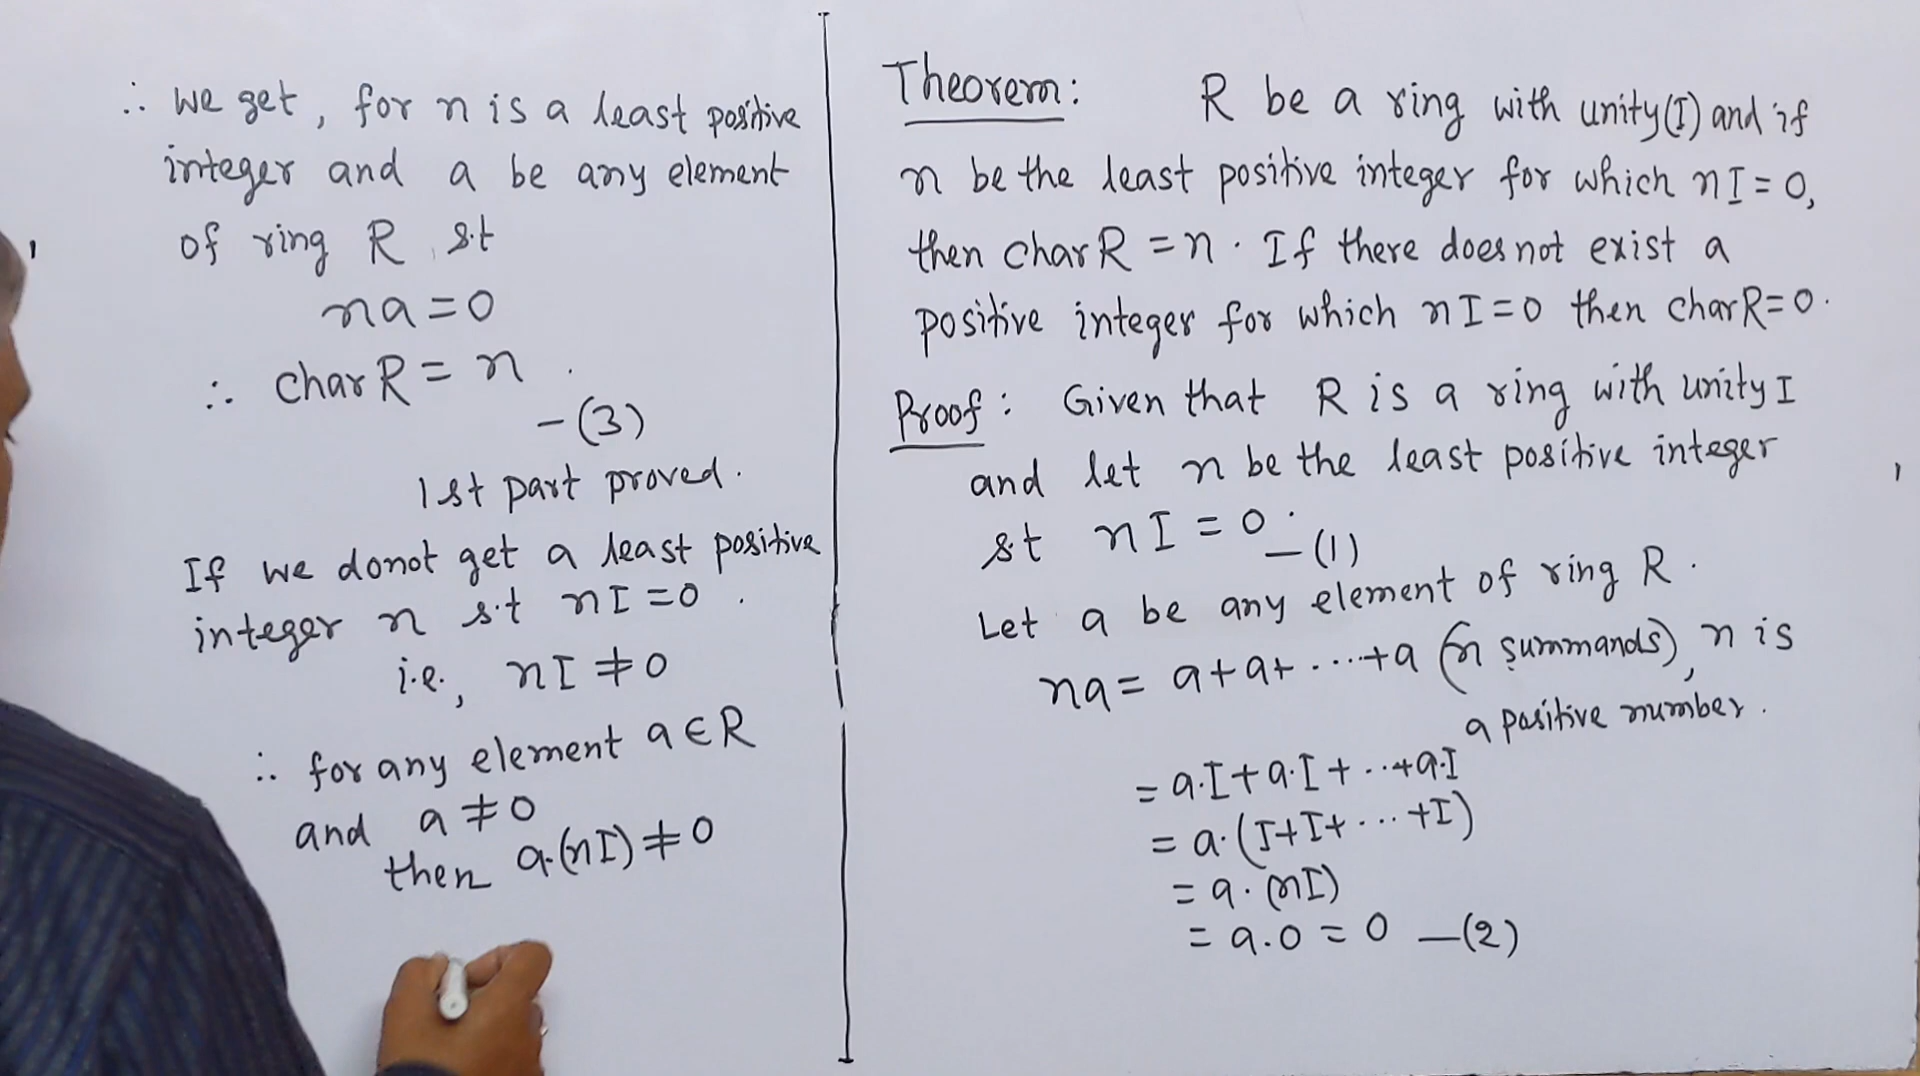 Theorem: R be a ring with unity(I) and if
n be the least positive integer for which nI = 0,
then char R = n. If there does not exist a
positive integer for which nI = 0 then char R = 0.
Proof: Given that R is a ring with unity I
and let n be the least positive integer
s.t nI = 0. —(1)
Let a be any element of ring R.
na = a+a+.....+a (n summands), n is
a positive number.
= a.I + a.I + ...+a.I
= a.(I+I+...+I)
= a.(nI)
= a.0 = 0 —(2)
∴ we get, for n is a least positive
integer and a be any element
of ring R s.t
na = 0
∴ char R = n.
—(3)
1st part proved.
If we donot get a least positive
integer n s.t nI = 0.
i.e., nI ≠ 0
∴ for any element a ∈ R
and a ≠ 0
then a.(nI) ≠ 0